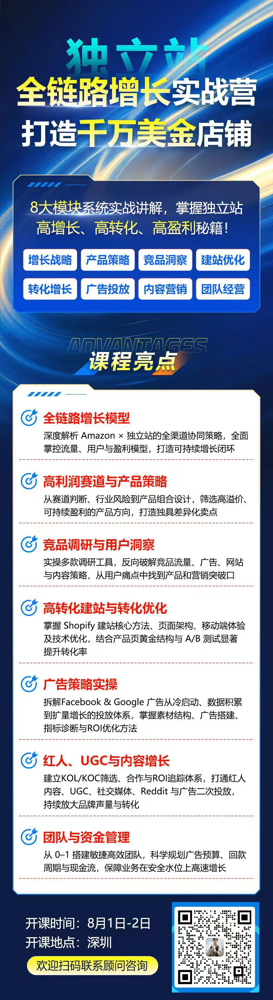 独立站
全链路增长实战营
打造千万美金店铺
8大模块系统实战讲解，掌握独立站
高增长、高转化、高盈利秘籍！
增长战略 产品策略 竞品洞察 建站优化
转化增长 广告投放 内容营销 团队经营
ADVANTAGES
课程亮点
全链路增长模型
深度解析 Amazon × 独立站的全渠道协同策略，全面
掌控流量、用户与盈利模型，打造可持续增长闭环
高利润赛道与产品策略
从赛道判断、行业风险到产品组合设计，筛选高溢价、
可持续盈利的产品方向，打造独具差异化卖点
竞品调研与用户洞察
实操多款调研工具，反向破解竞品流量、广告、网站
与内容策略，从用户痛点中找到产品和营销突破口
高转化建站与转化优化
掌握 Shopify 建站核心方法、页面架构、移动端体验
及技术优化，结合产品页黄金结构与 A/B 测试显著
提升转化率
广告策略实操
拆解Facebook & Google 广告从冷启动、数据积累
到扩量增长的投放体系，掌握素材结构、广告搭建、
指标诊断与ROI优化方法
红人、UGC与内容增长
建立KOL/KOC筛选、合作与ROI追踪体系，打通红人
内容、UGC、社交媒体、Reddit 与广告二次投放，
持续放大品牌声量与转化
团队与资金管理
从 0–1 搭建敏捷高效团队，科学规划广告预算、回款
周期与现金流，保障业务在安全水位上高速增长
开课时间：8月1日-2日
开课地点：深圳
欢迎扫码联系顾问咨询